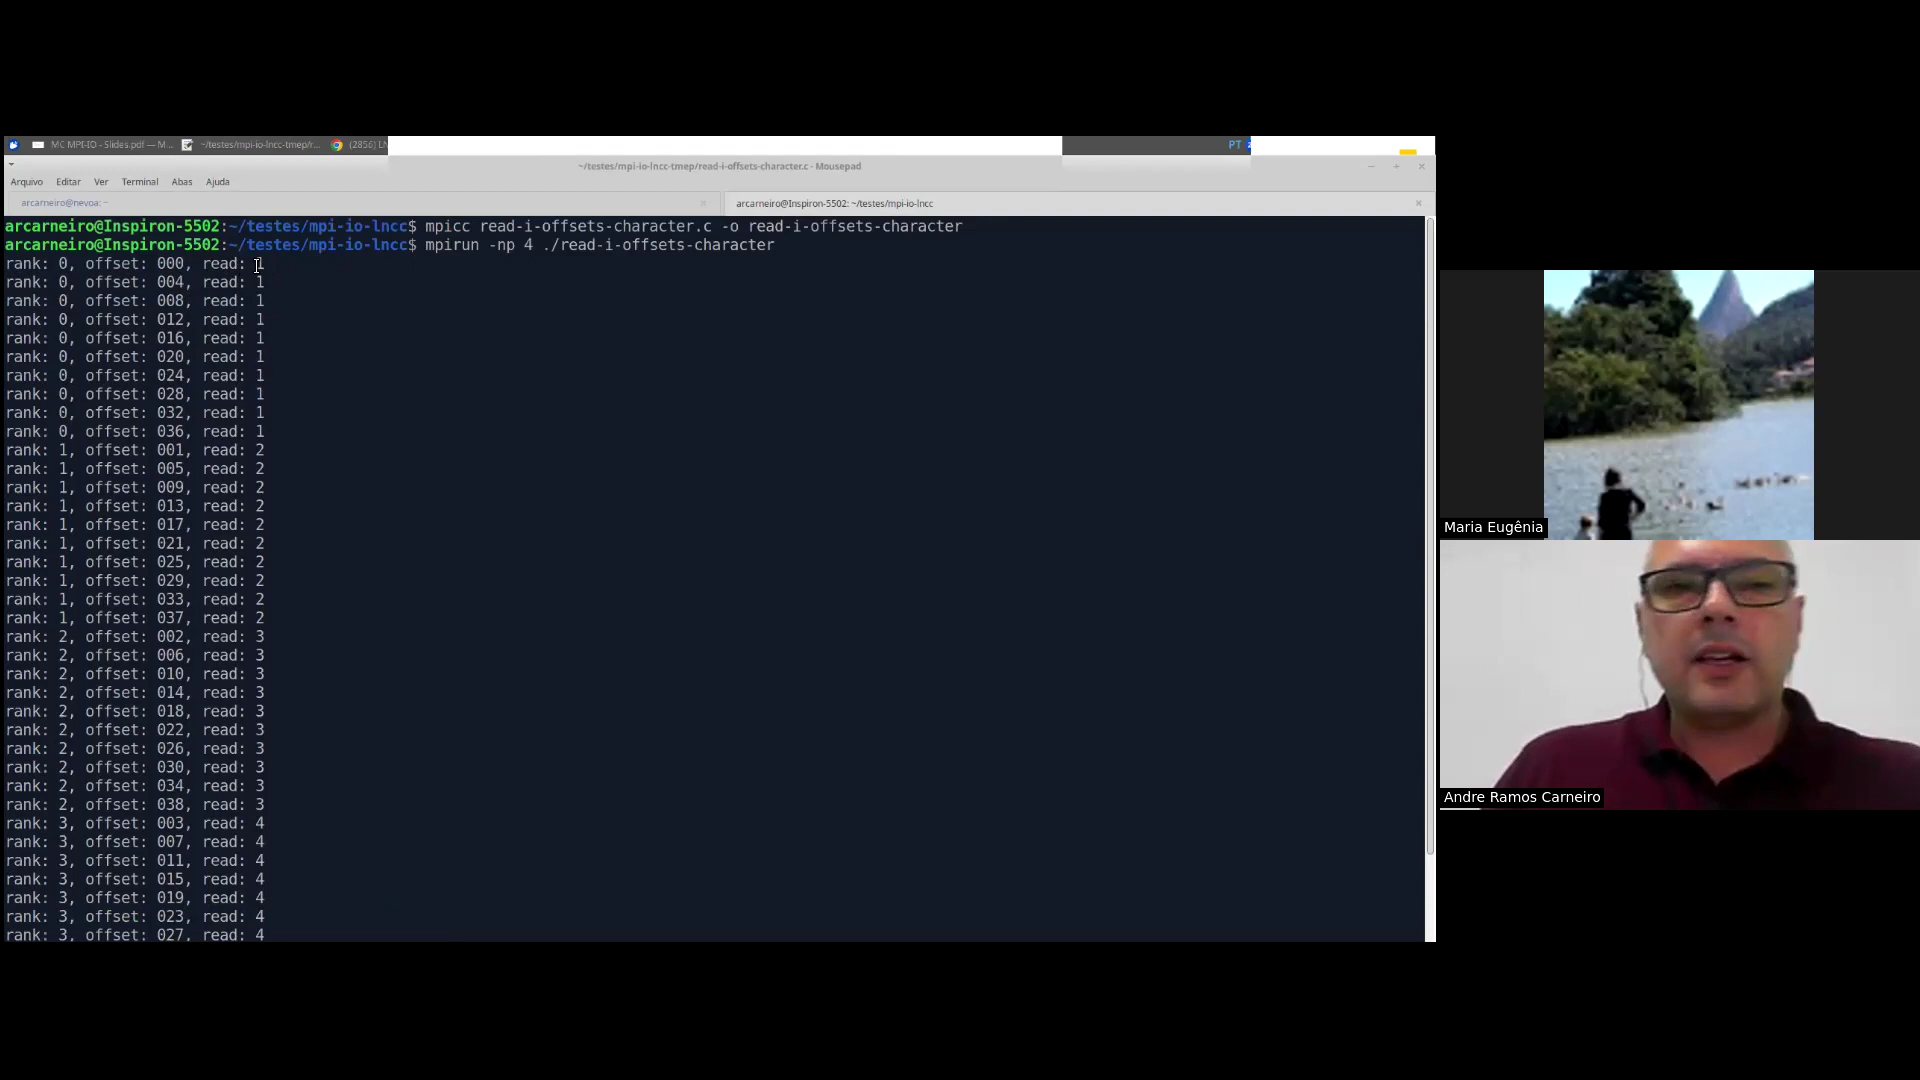 MC MPI-IO - Slides.pdf — M...
~/testes/mpi-io-lncc-tmep/r...
(2856) LN
PT
~/testes/mpi-io-lncc-tmep/read-i-offsets-character.c - Mousepad
Arquivo Editar Ver Terminal Abas Ajuda
arcarneiro@nevoa: ~
arcarneiro@Inspiron-5502: ~/testes/mpi-io-lncc
arcarneiro@Inspiron-5502:~/testes/mpi-io-lncc$ mpicc read-i-offsets-character.c -o read-i-offsets-character
arcarneiro@Inspiron-5502:~/testes/mpi-io-lncc$ mpirun -np 4 ./read-i-offsets-character
rank: 0, offset: 000, read: 1
rank: 0, offset: 004, read: 1
rank: 0, offset: 008, read: 1
rank: 0, offset: 012, read: 1
rank: 0, offset: 016, read: 1
rank: 0, offset: 020, read: 1
rank: 0, offset: 024, read: 1
rank: 0, offset: 028, read: 1
rank: 0, offset: 032, read: 1
rank: 0, offset: 036, read: 1
rank: 1, offset: 001, read: 2
rank: 1, offset: 005, read: 2
rank: 1, offset: 009, read: 2
rank: 1, offset: 013, read: 2
rank: 1, offset: 017, read: 2
rank: 1, offset: 021, read: 2
rank: 1, offset: 025, read: 2
rank: 1, offset: 029, read: 2
rank: 1, offset: 033, read: 2
rank: 1, offset: 037, read: 2
rank: 2, offset: 002, read: 3
rank: 2, offset: 006, read: 3
rank: 2, offset: 010, read: 3
rank: 2, offset: 014, read: 3
rank: 2, offset: 018, read: 3
rank: 2, offset: 022, read: 3
rank: 2, offset: 026, read: 3
rank: 2, offset: 030, read: 3
rank: 2, offset: 034, read: 3
rank: 2, offset: 038, read: 3
rank: 3, offset: 003, read: 4
rank: 3, offset: 007, read: 4
rank: 3, offset: 011, read: 4
rank: 3, offset: 015, read: 4
rank: 3, offset: 019, read: 4
rank: 3, offset: 023, read: 4
rank: 3, offset: 027, read: 4
Maria Eugênia
Andre Ramos Carneiro